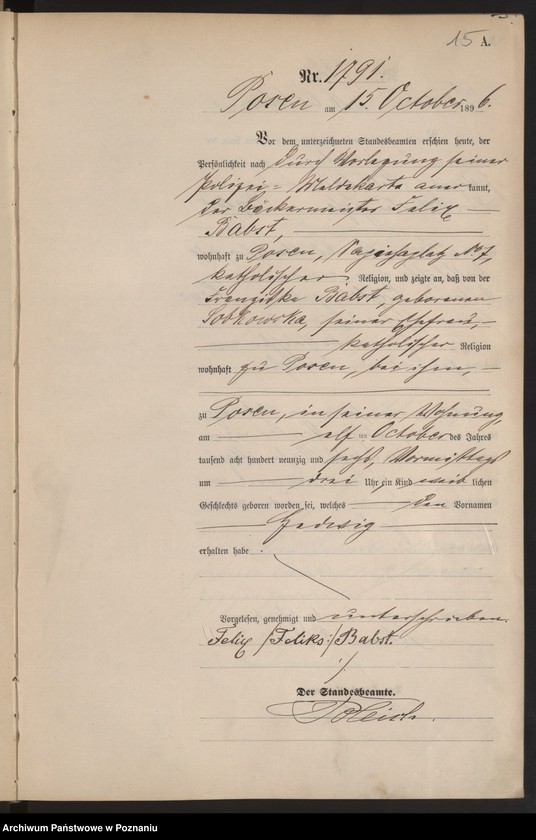 15 A.
Nr. 1791.
Posen am 15. October 1896.
Vor dem unterzeichneten Standesbeamten erschien heute, der
Persönlichkeit nach durch Vorlegung seiner
Polizei= Meldekarte anerkannt,
der Bäckermeister Felix
Babst,
wohnhaft zu Posen, Sapiehaplatz No 7,
katholischer Religion, und zeigte an, daß von der
Franziska Babst, geborenen
Sobkowska, seiner Ehefrau,
katholischer Religion
wohnhaft zu Posen, bei ihm,
zu Posen, in seiner Wohnung,
am elf ten October des Jahres
tausend acht hundert neunzig und sechs, Vormittags
um drei Uhr ein Kind weib lichen
Geschlechts geboren worden sei, welches den Vornamen
Hedwig
erhalten habe.
Vorgelesen, genehmigt und unterschrieben.
Felix /Feliks:/ Babst.
Der Standesbeamte.
Archiwum Państwowe w Poznaniu